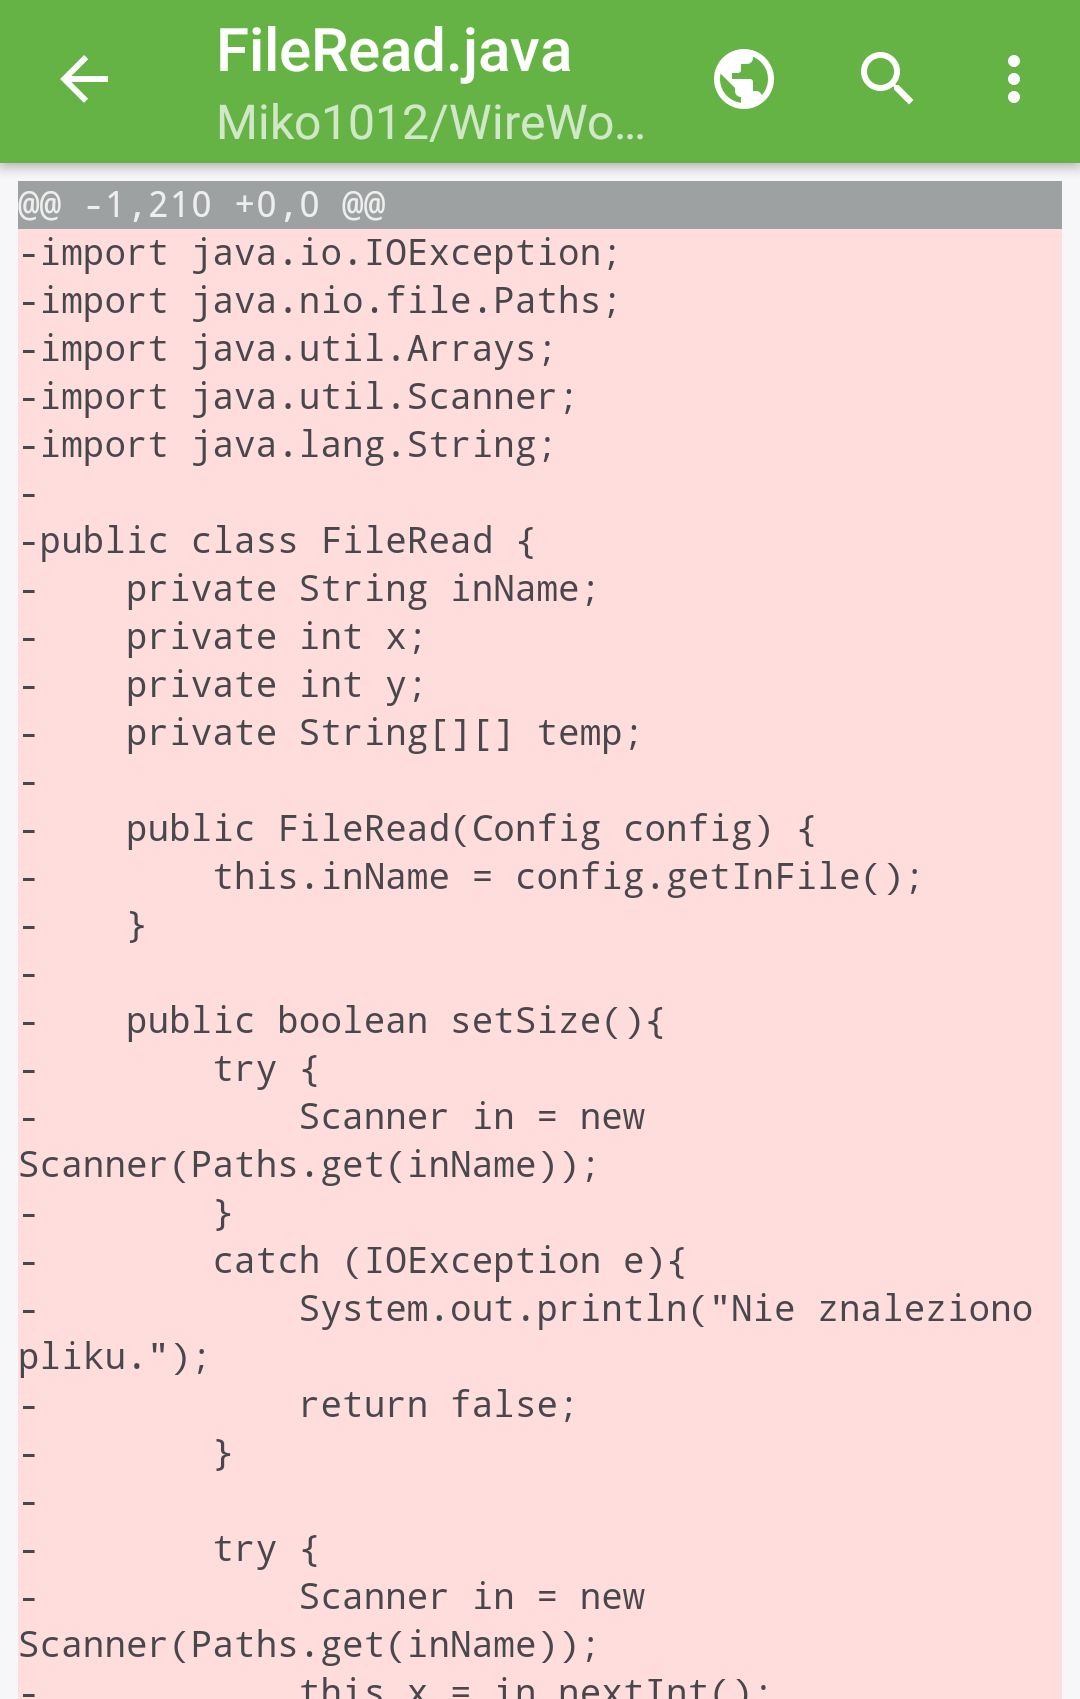 FileRead.java
Miko1012/WireWo…
@@ -1,210 +0,0 @@
-import java.io.IOException;
-import java.nio.file.Paths;
-import java.util.Arrays;
-import java.util.Scanner;
-import java.lang.String;
-
-public class FileRead {
-    private String inName;
-    private int x;
-    private int y;
-    private String[][] temp;
-
-    public FileRead(Config config) {
-        this.inName = config.getInFile();
-    }
-
-    public boolean setSize(){
-        try {
-            Scanner in = new
Scanner(Paths.get(inName));
-        }
-        catch (IOException e){
-            System.out.println("Nie znaleziono
pliku.");
-            return false;
-        }
-
-        try {
-            Scanner in = new
Scanner(Paths.get(inName));
-            this.x = in.nextInt();